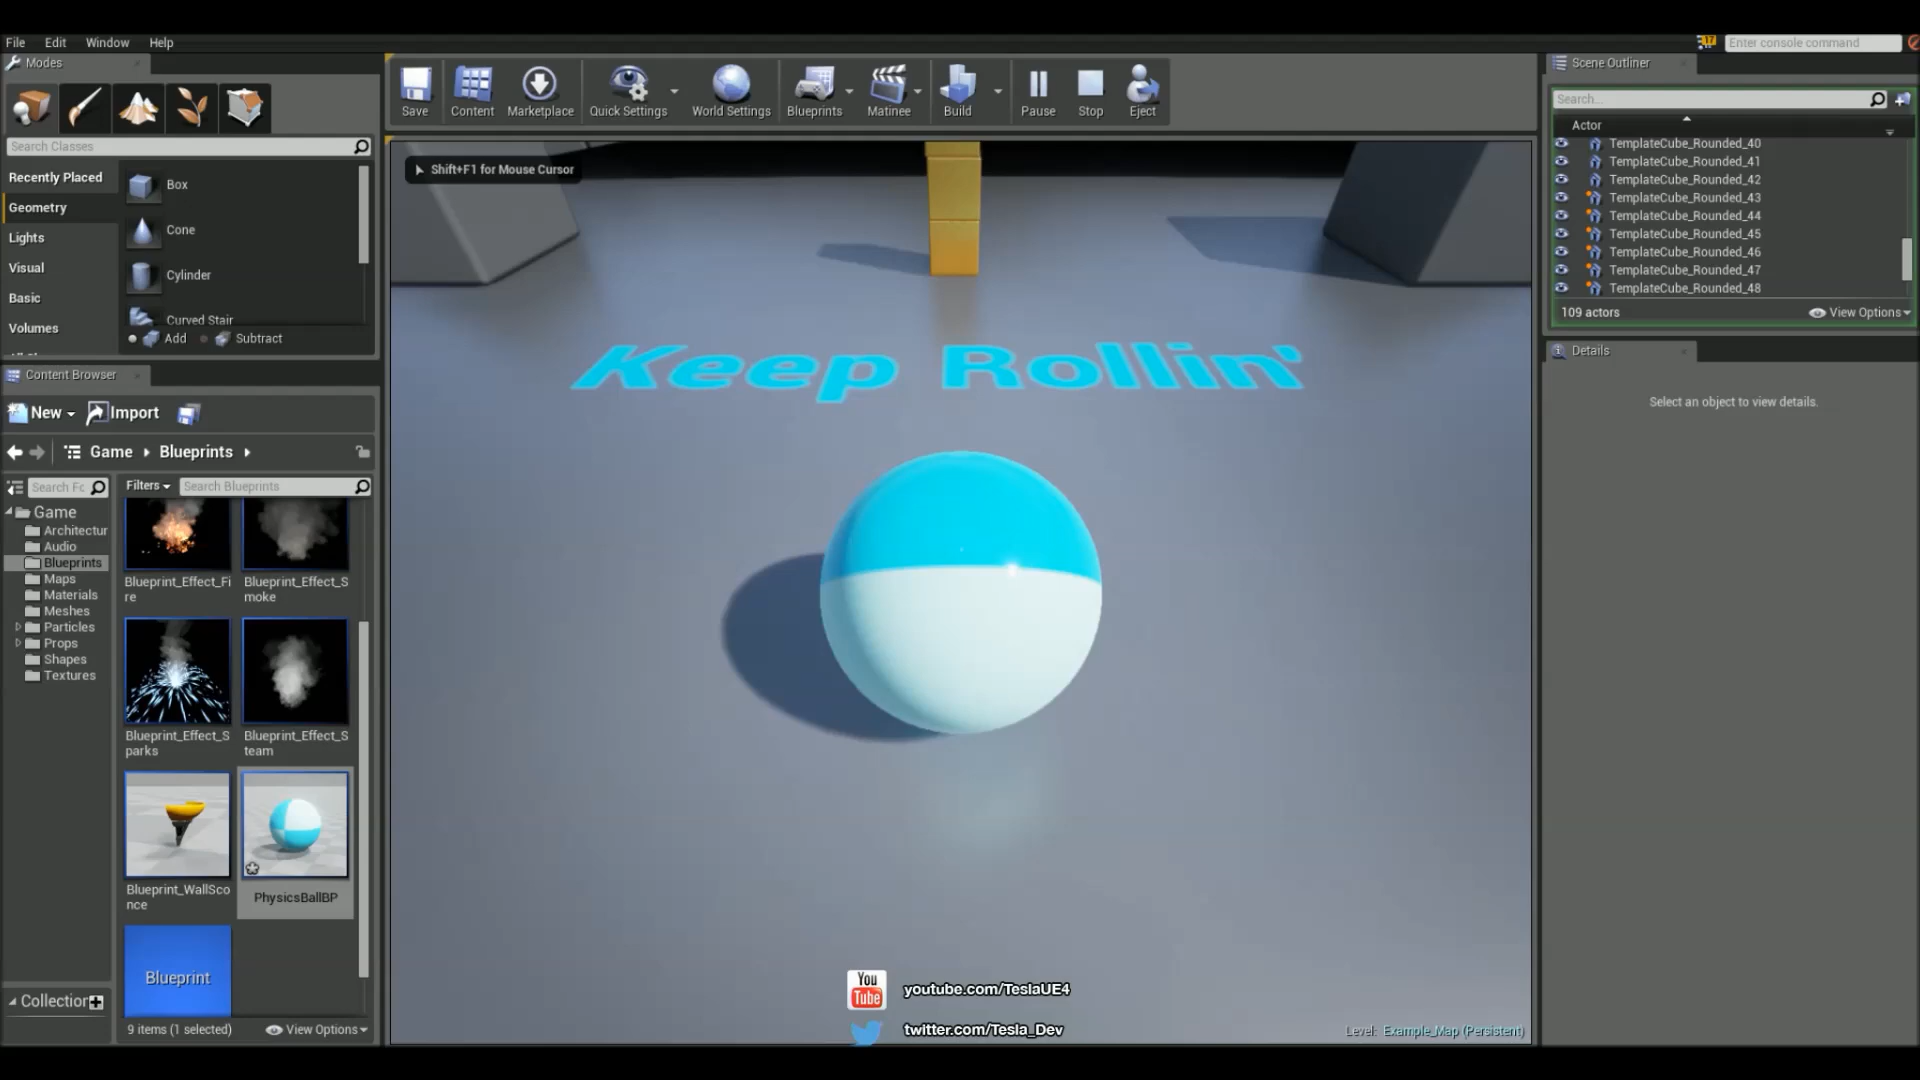 File Edit Window Help
17
Enter console command
Modes
Save Content Marketplace Quick Settings World Settings Blueprints Matinee Build Pause Stop Eject
Search Classes
Recently Placed
Geometry
Lights
Visual
Basic
Volumes
Box
Cone
Cylinder
Curved Stair
Add Subtract
Content Browser
New Import
Game Blueprints
Search Fc
Game
Architectur
Audio
Blueprints
Maps
Materials
Meshes
Particles
Props
Shapes
Textures
Collection
Filters Search Blueprints
Blueprint_Effect_Fi
re
Blueprint_Effect_S
moke
Blueprint_Effect_S
parks
Blueprint_Effect_S
team
Blueprint_WallSco
nce
PhysicsBallBP
Blueprint
9 items (1 selected) View Options
Shift+F1 for Mouse Cursor
Keep Rollin'
You
Tube
youtube.com/TeslaUE4
twitter.com/Tesla_Dev
Level: Example_Map (Persistent)
Scene Outliner
Search...
Actor
TemplateCube_Rounded_40
TemplateCube_Rounded_41
TemplateCube_Rounded_42
TemplateCube_Rounded_43
TemplateCube_Rounded_44
TemplateCube_Rounded_45
TemplateCube_Rounded_46
TemplateCube_Rounded_47
TemplateCube_Rounded_48
109 actors View Options
Details
Select an object to view details.